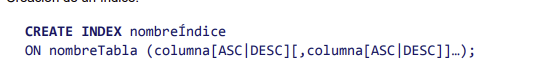 CREATE INDEX nombreÍndice
ON nombreTabla (columna[ASC|DESC][,columna[ASC|DESC]]…);